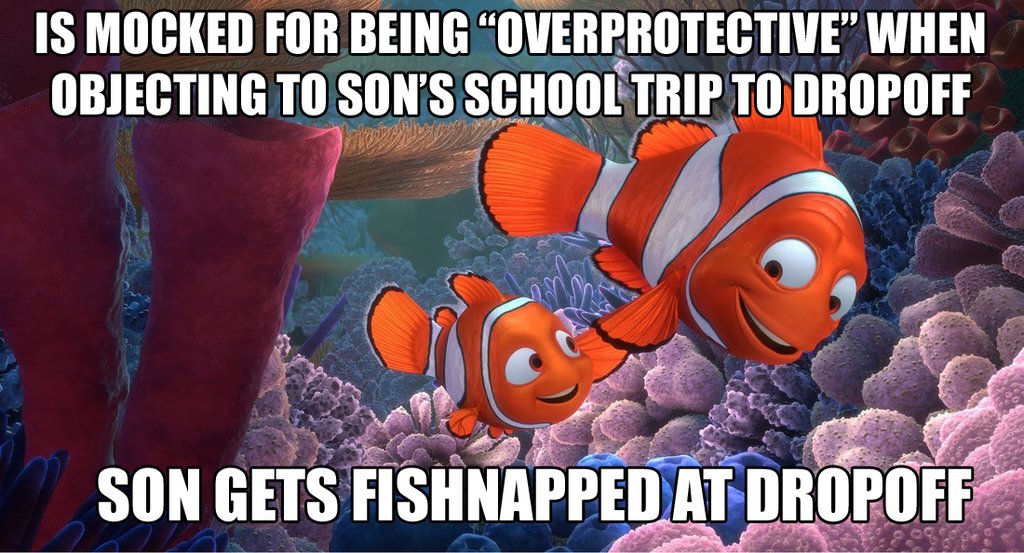 IS MOCKED FOR BEING “OVERPROTECTIVE” WHEN
OBJECTING TO SON’S SCHOOL TRIP TO DROPOFF
SON GETS FISHNAPPED AT DROPOFF